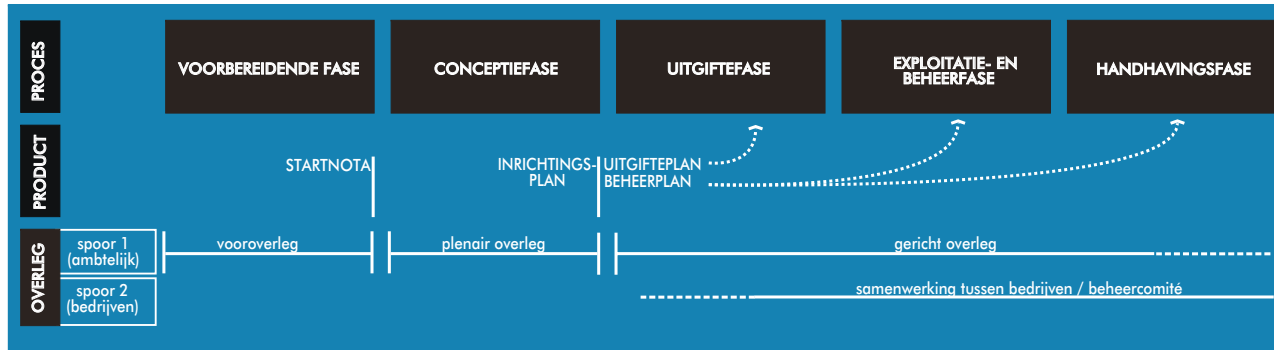 PROCES
VOORBEREIDENDE FASE
CONCEPTIEFASE
UITGIFTEFASE
EXPLOITATIE- EN
BEHEERFASE
HANDHAVINGSFASE
PRODUCT
STARTNOTA
INRICHTINGS-
PLAN
UITGIFTEPLAN
BEHEERPLAN
OVERLEG
spoor 1
(ambtelijk)
vooroverleg
plenair overleg
gericht overleg
spoor 2
(bedrijven)
samenwerking tussen bedrijven / beheercomité